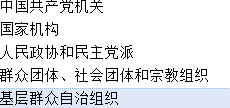 中国共产党机关
国家机构
人民政协和民主党派
群众团体、社会团体和宗教组织
基层群众自治组织